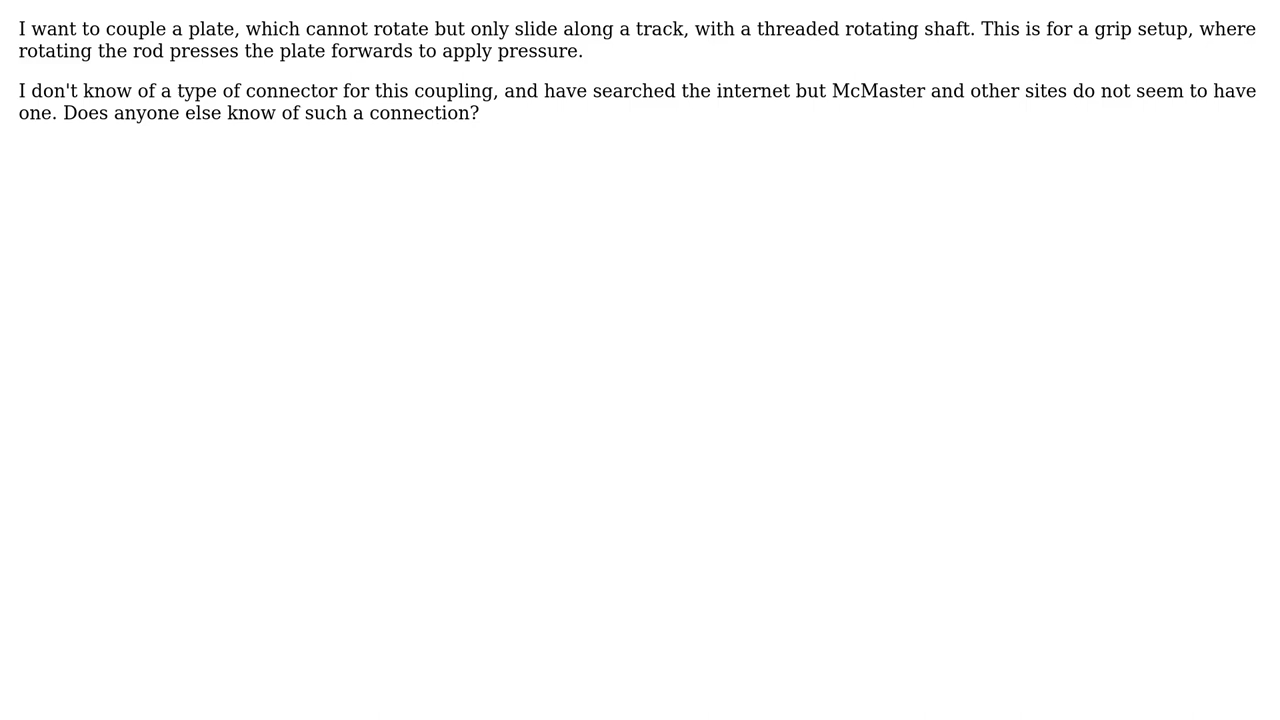 I want to couple a plate, which cannot rotate but only slide along a track, with a threaded rotating shaft. This is for a grip setup, where
rotating the rod presses the plate forwards to apply pressure.
I don't know of a type of connector for this coupling, and have searched the internet but McMaster and other sites do not seem to have
one. Does anyone else know of such a connection?